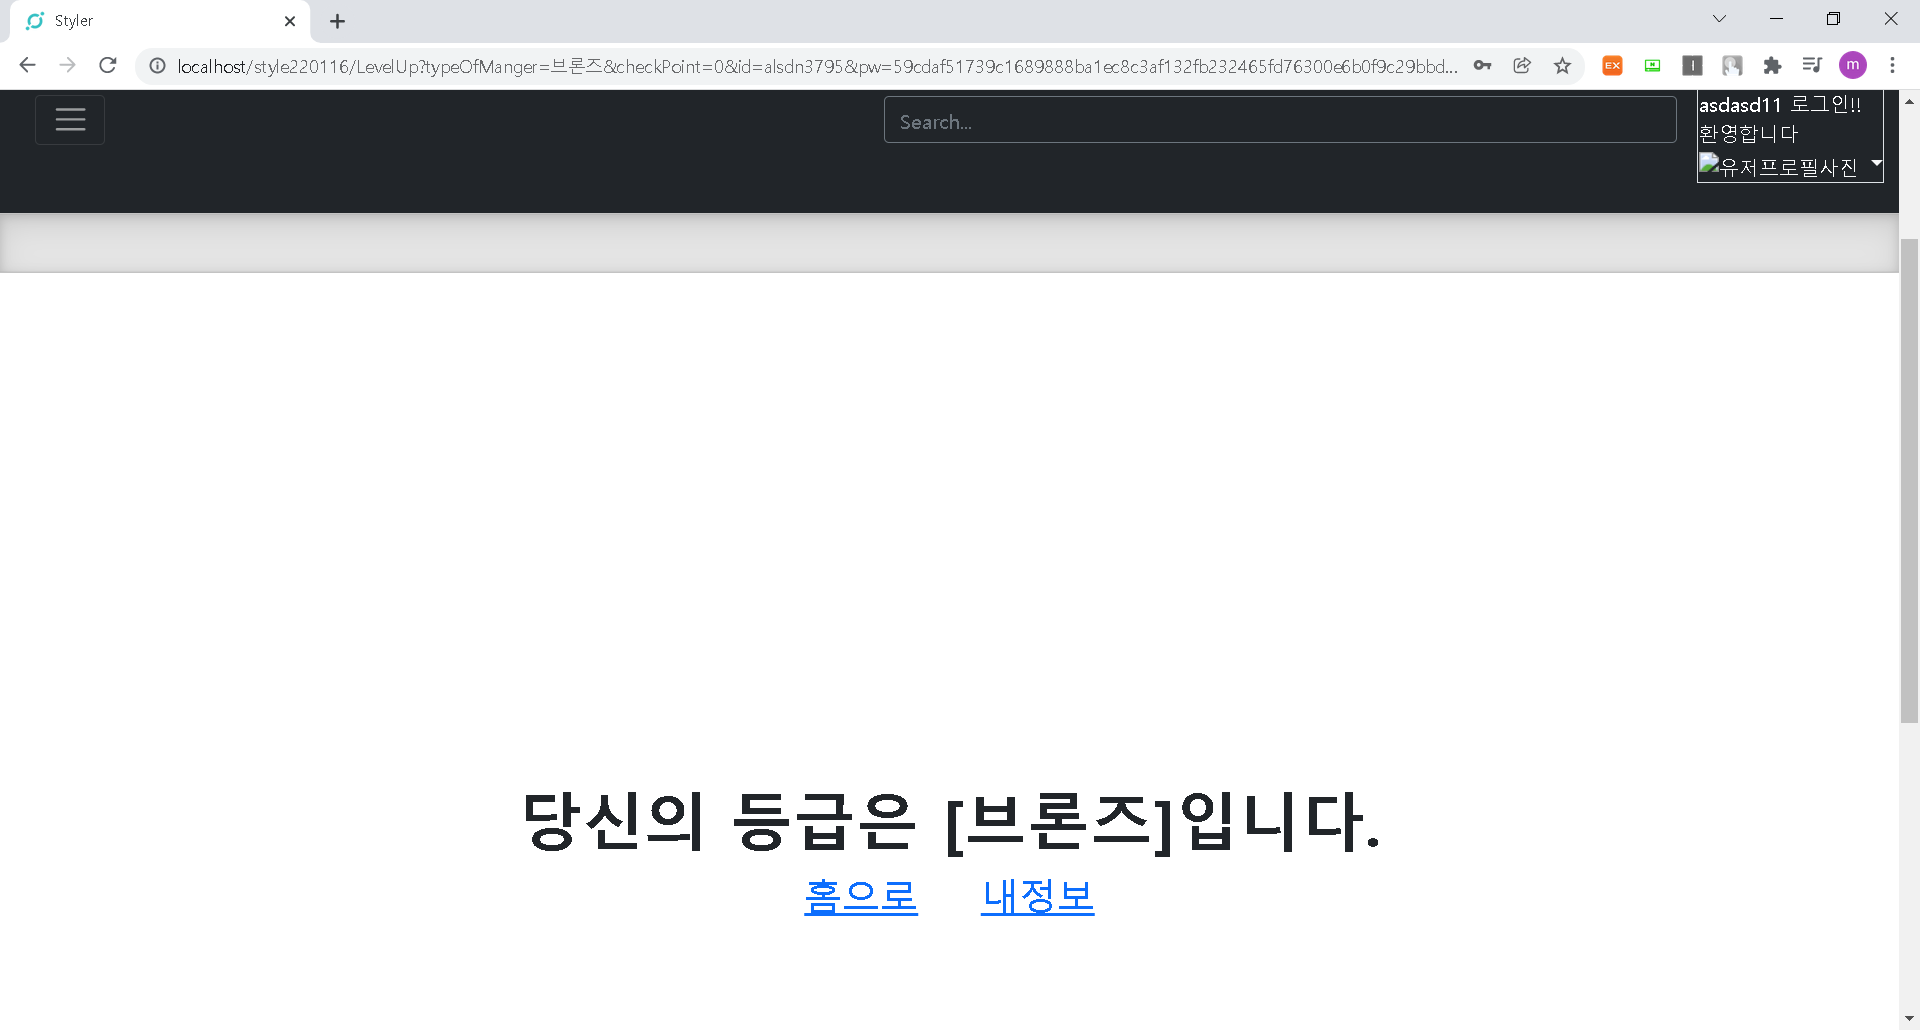 Styler
localhost/style220116/LevelUp?typeOfManger=브론즈&checkPoint=0&id=alsdn3795&pw=59cdaf51739c1689888ba1ec8c3af132fb232465fd76300e6b0f9c29bbd...
EX
N
I
m
Search...
asdasd11 로그인!!
환영합니다
유저프로필사진
당신의 등급은 [브론즈]입니다.
홈으로 내정보